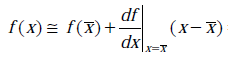 f(x) ≅ f(x̅) + df/dx|ₓ₌x̅ (x − x̅)